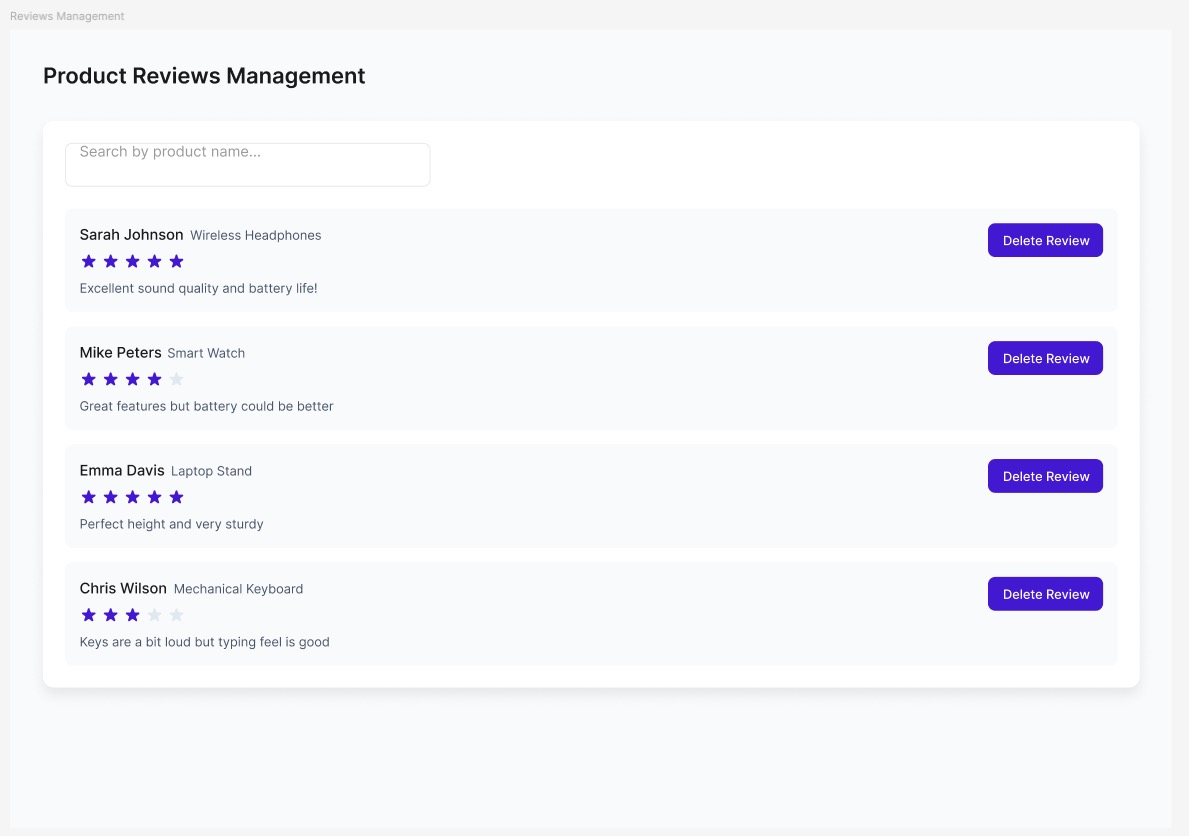 Reviews Management
Product Reviews Management
Search by product name...
Sarah Johnson Wireless Headphones
Delete Review
Excellent sound quality and battery life!
Mike Peters Smart Watch
Delete Review
Great features but battery could be better
Emma Davis Laptop Stand
Delete Review
Perfect height and very sturdy
Chris Wilson Mechanical Keyboard
Delete Review
Keys are a bit loud but typing feel is good